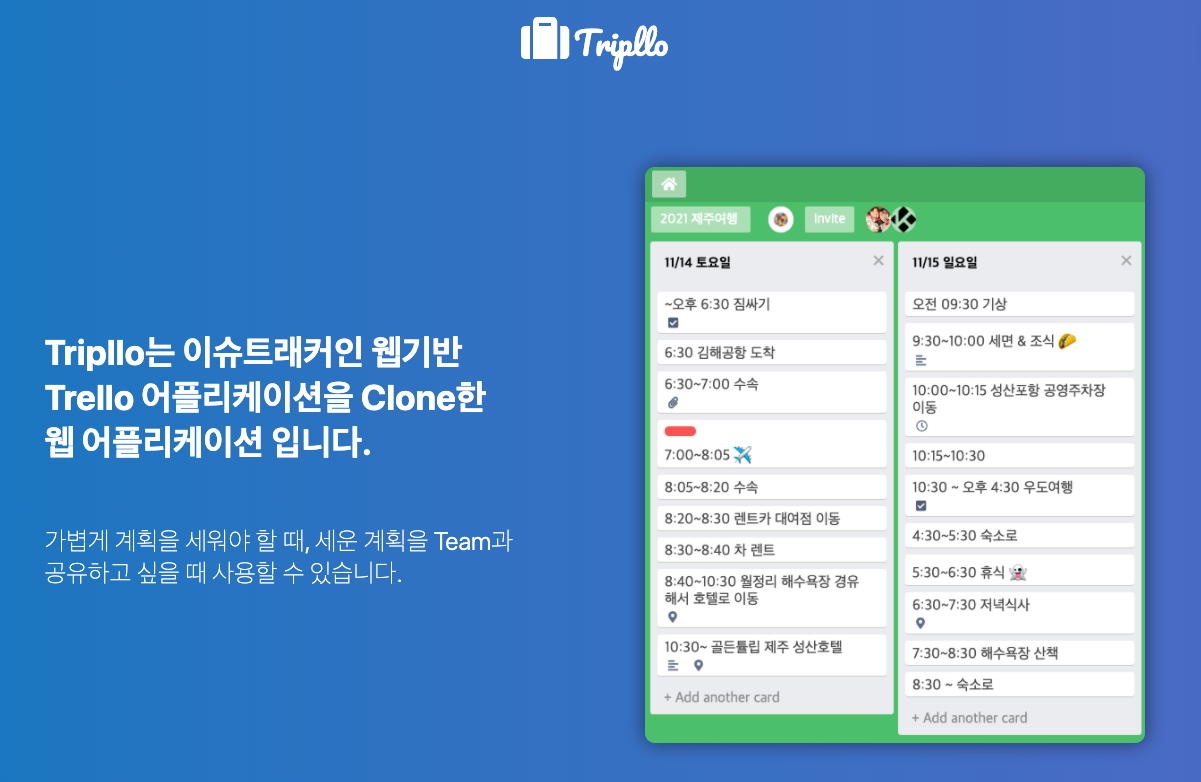 Tripllo
Tripllo는 이슈트래커인 웹기반
Trello 어플리케이션을 Clone한
웹 어플리케이션 입니다.
가볍게 계획을 세워야 할 때, 세운 계획을 Team과
공유하고 싶을 때 사용할 수 있습니다.
2021 제주여행
Invite
11/14 토요일
~오후 6:30 짐싸기
6:30 김해공항 도착
6:30~7:00 수속
7:00~8:05 ✈️
8:05~8:20 수속
8:20~8:30 렌트카 대여점 이동
8:30~8:40 차 렌트
8:40~10:30 월정리 해수욕장 경유
해서 호텔로 이동
10:30~ 골든튤립 제주 성산호텔
+ Add another card
11/15 일요일
오전 09:30 기상
9:30~10:00 세면 & 조식 🌮
10:00~10:15 성산포항 공영주차장
이동
10:15~10:30
10:30 ~ 오후 4:30 우도여행
4:30~5:30 숙소로
5:30~6:30 휴식 👻
6:30~7:30 저녁식사
7:30~8:30 해수욕장 산책
8:30 ~ 숙소로
+ Add another card